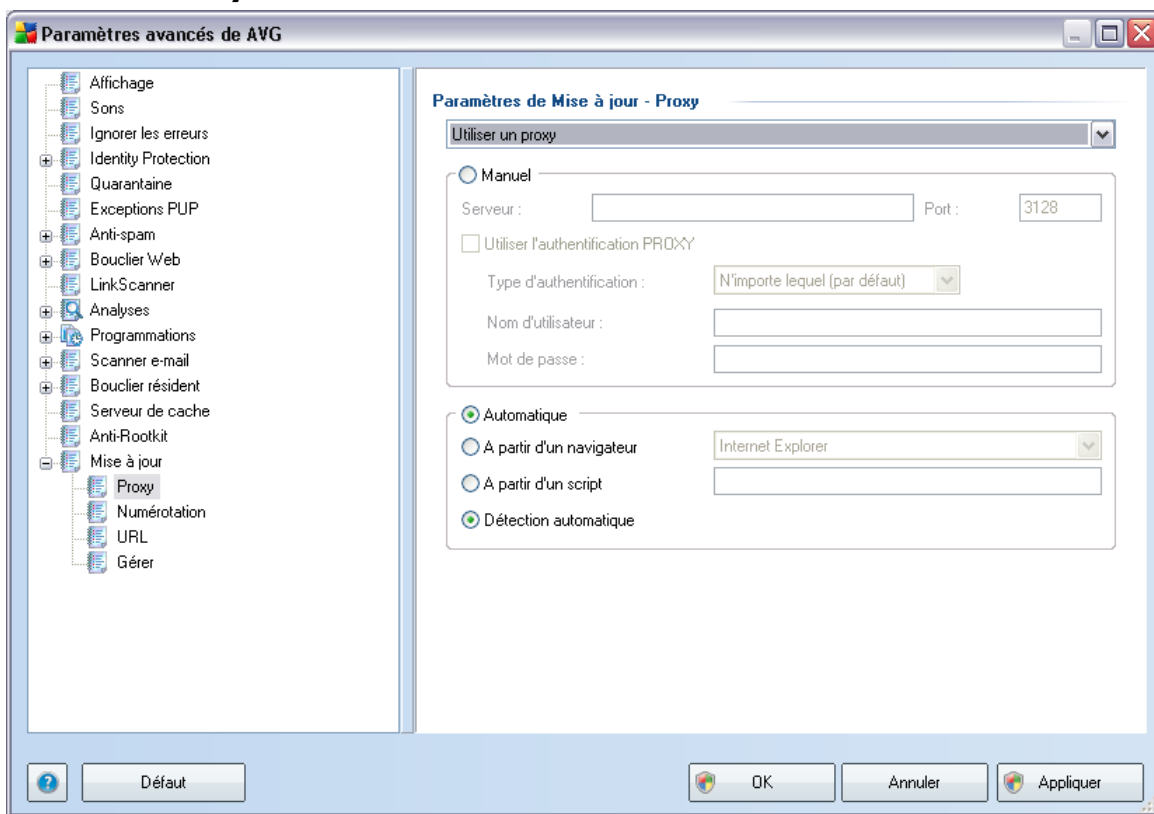 Paramètres avancés de AVG
Affichage
Sons
Ignorer les erreurs
Identity Protection
Quarantaine
Exceptions PUP
Anti-spam
Bouclier Web
LinkScanner
Analyses
Programmations
Scanner e-mail
Bouclier résident
Serveur de cache
Anti-Rootkit
Mise à jour
Proxy
Numérotation
URL
Gérer
Paramètres de Mise à jour - Proxy
Utiliser un proxy
Manuel
Serveur :
Port :
3128
Utiliser l'authentification PROXY
Type d'authentification :
N'importe lequel (par défaut)
Nom d'utilisateur :
Mot de passe :
Automatique
A partir d'un navigateur
Internet Explorer
A partir d'un script
Détection automatique
Défaut
OK
Annuler
Appliquer